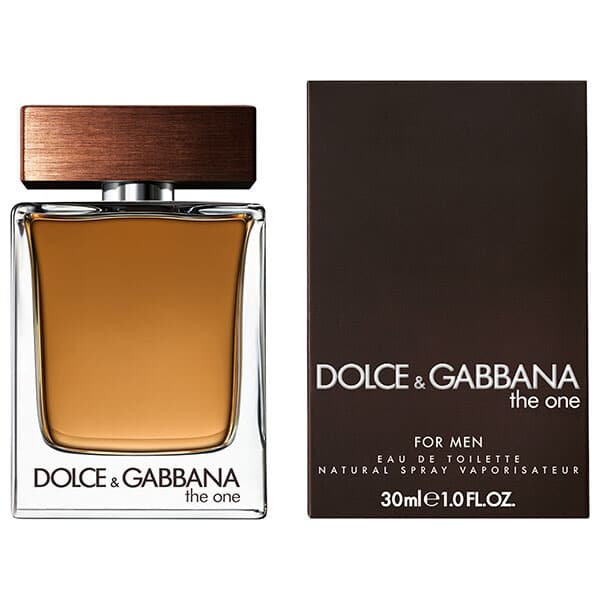 DOLCE & GABBANA
the one
DOLCE & GABBANA
the one
FOR MEN
EAU DE TOILETTE
NATURAL SPRAY VAPORISATEUR
30ml℮1.0 FL.OZ.